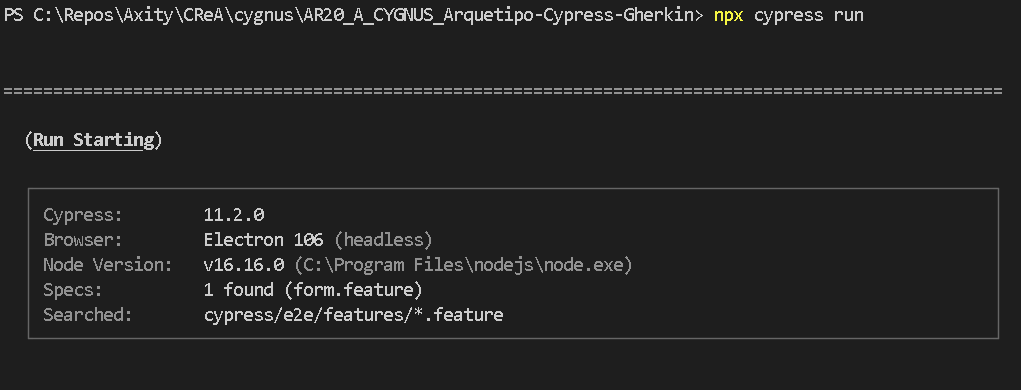 PS C:\Repos\Axity\CReA\cygnus\AR20_A_CYGNUS_Arquetipo-Cypress-Gherkin> npx cypress run
====================================================================================================
(Run Starting)
Cypress: 11.2.0
Browser: Electron 106 (headless)
Node Version: v16.16.0 (C:\Program Files\nodejs\node.exe)
Specs: 1 found (form.feature)
Searched: cypress/e2e/features/*.feature